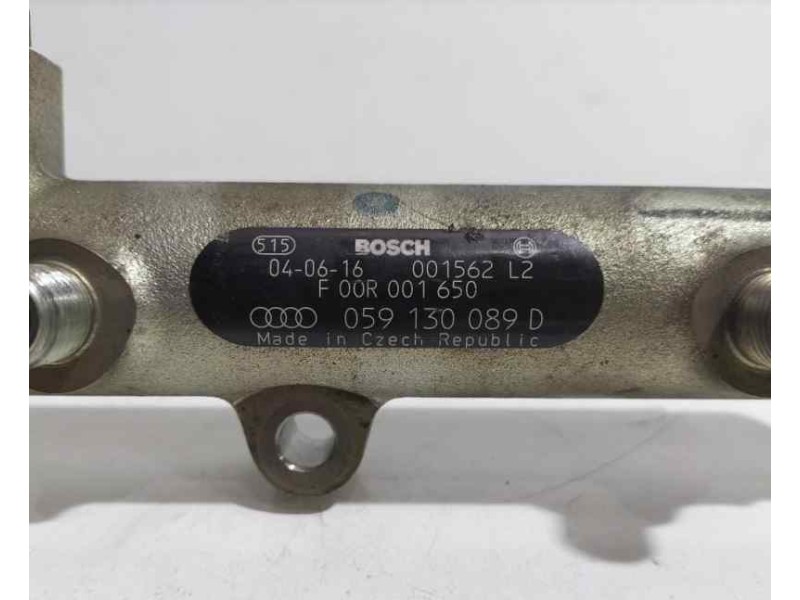 515 BOSCH
04-06-16 001562 L2
F 00R 001 650
059 130 089 D
Made in Czech Republic